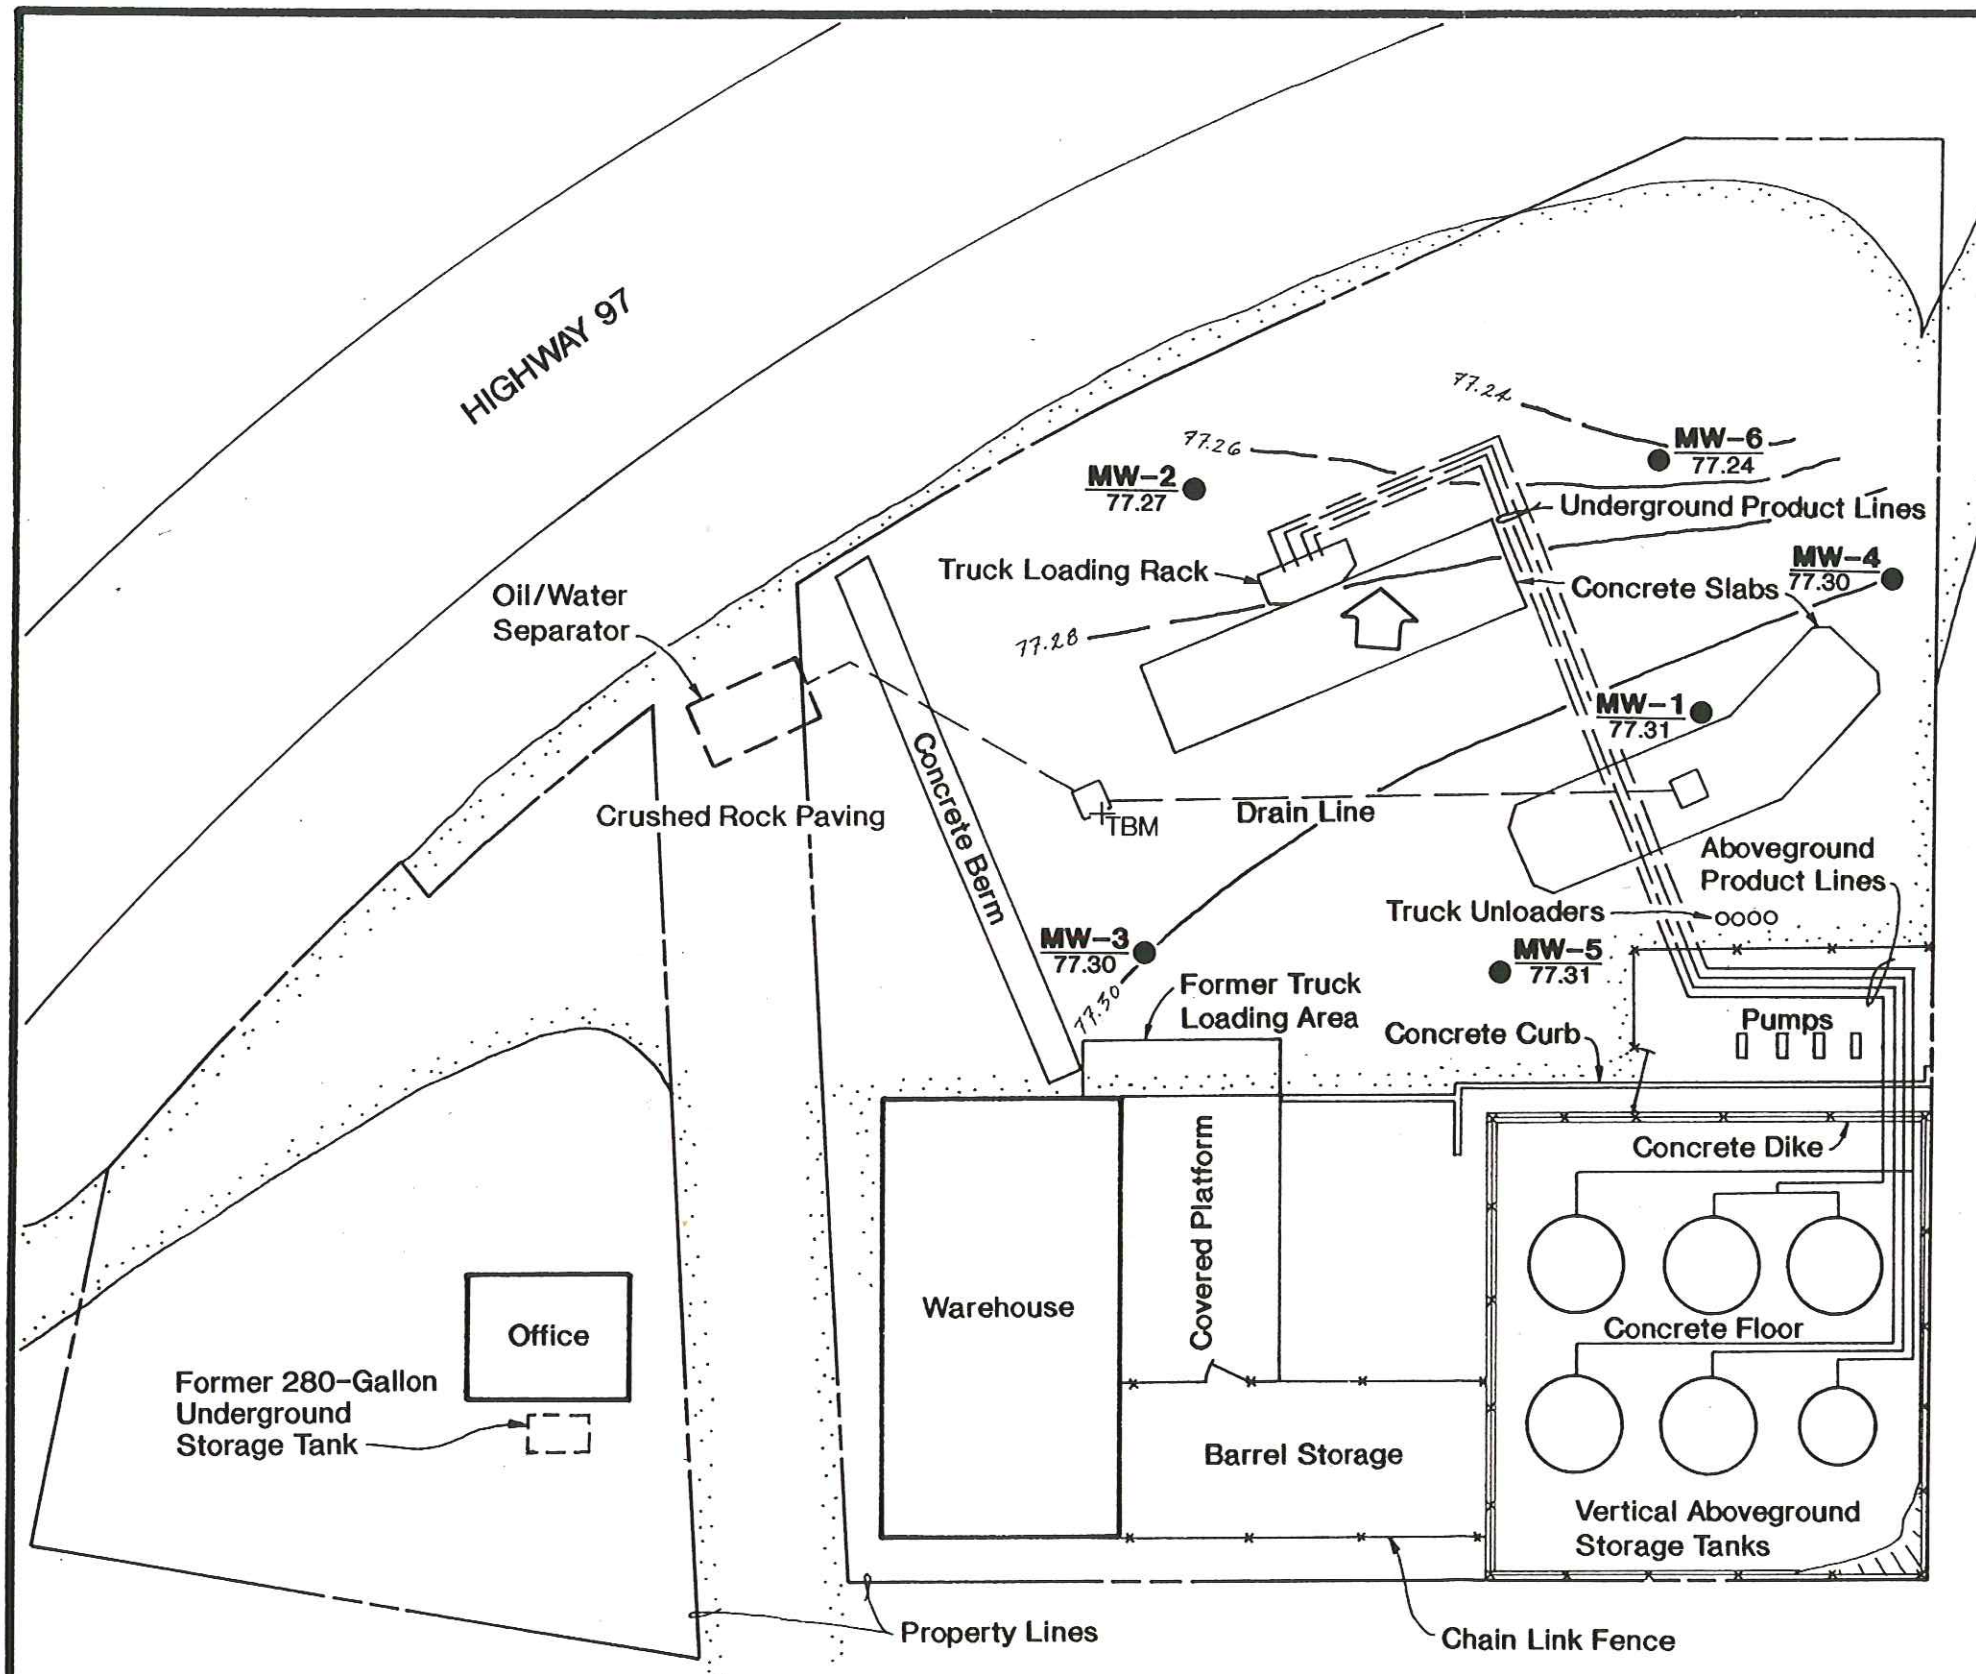 HIGHWAY 97
77.24
77.26
MW-6
77.24
MW-2
77.27
Underground Product Lines
Truck Loading Rack
MW-4
77.30
Concrete Slabs
Oil/Water
Separator
77.28
MW-1
77.31
Concrete Berm
Crushed Rock Paving
TBM
Drain Line
Aboveground
Product Lines
Truck Unloaders
MW-3
77.30
MW-5
77.31
77.30
Former Truck
Loading Area
Concrete Curb
Pumps
Concrete Dike
Covered Platform
Warehouse
Office
Concrete Floor
Former 280-Gallon
Underground
Storage Tank
Barrel Storage
Vertical Aboveground
Storage Tanks
Property Lines
Chain Link Fence